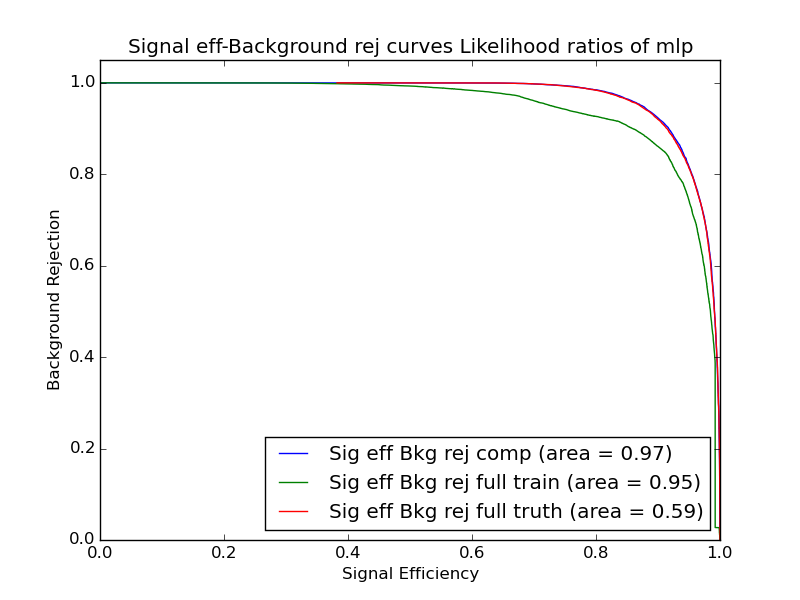 Signal eff-Background rej curves Likelihood ratios of mlp
1.0
0.8
0.6
0.4
0.2
0.0
Background Rejection
Sig eff Bkg rej comp (area = 0.97)
Sig eff Bkg rej full train (area = 0.95)
Sig eff Bkg rej full truth (area = 0.59)
0.0 0.2 0.4 0.6 0.8 1.0
Signal Efficiency